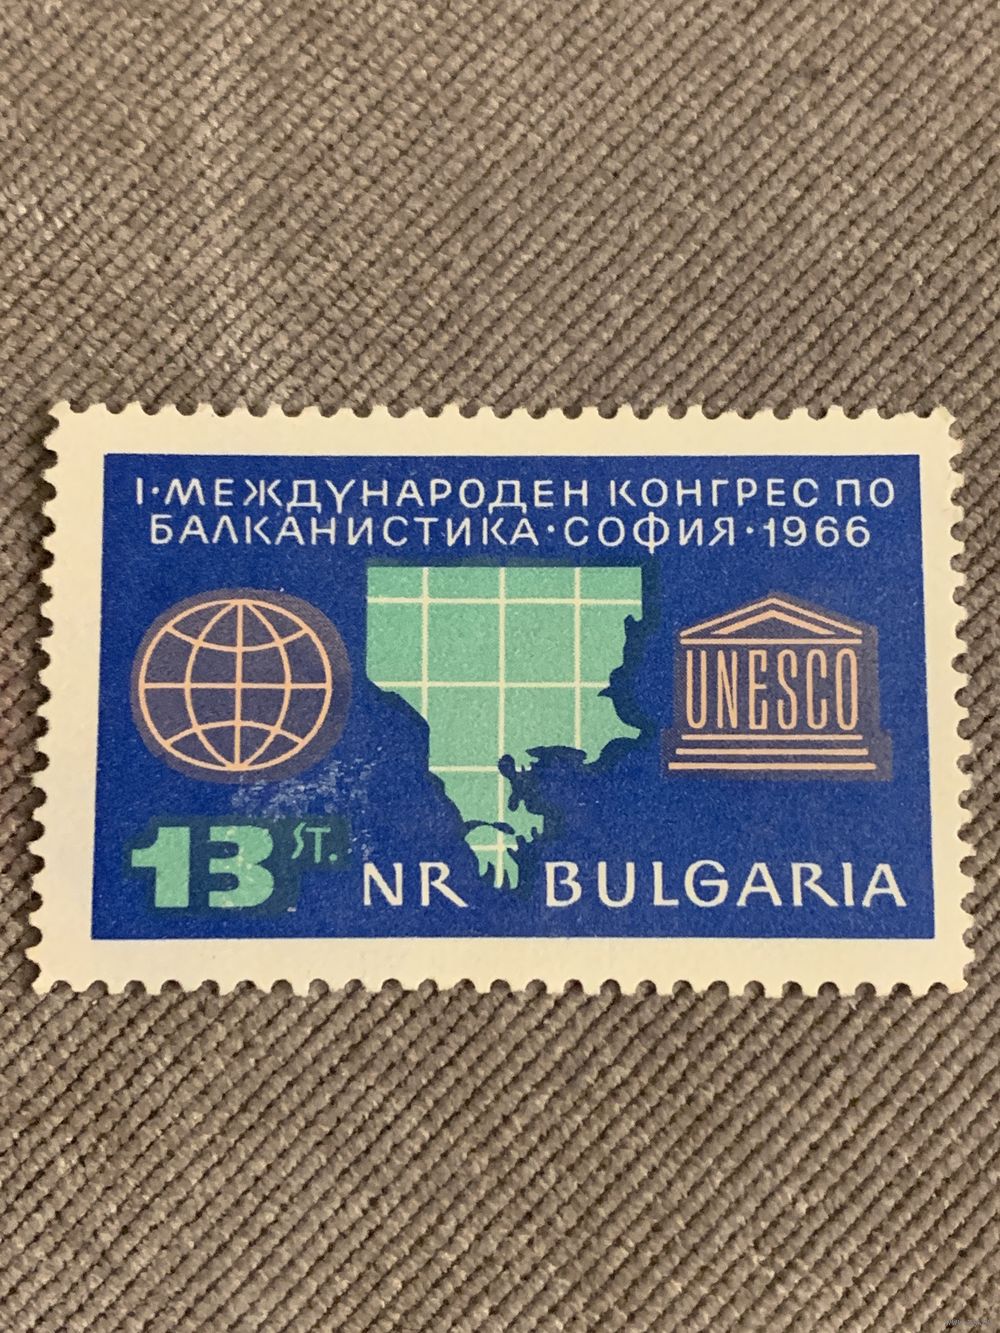 I·МЕЖДУНАРОДЕН КОНГРЕС ПО
БАЛКАНИСТИКА·СОФИЯ·1966
UNESCO
13 ST.
NR BULGARIA